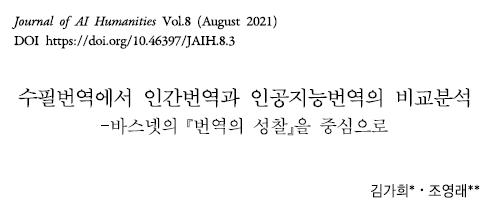 Journal of AI Humanities Vol.8 (August 2021)
DOI https://doi.org/10.46397/JAIH.8.3
수필번역에서 인간번역과 인공지능번역의 비교분석
-바스넷의 『번역의 성찰』을 중심으로
김가희*·조영래**